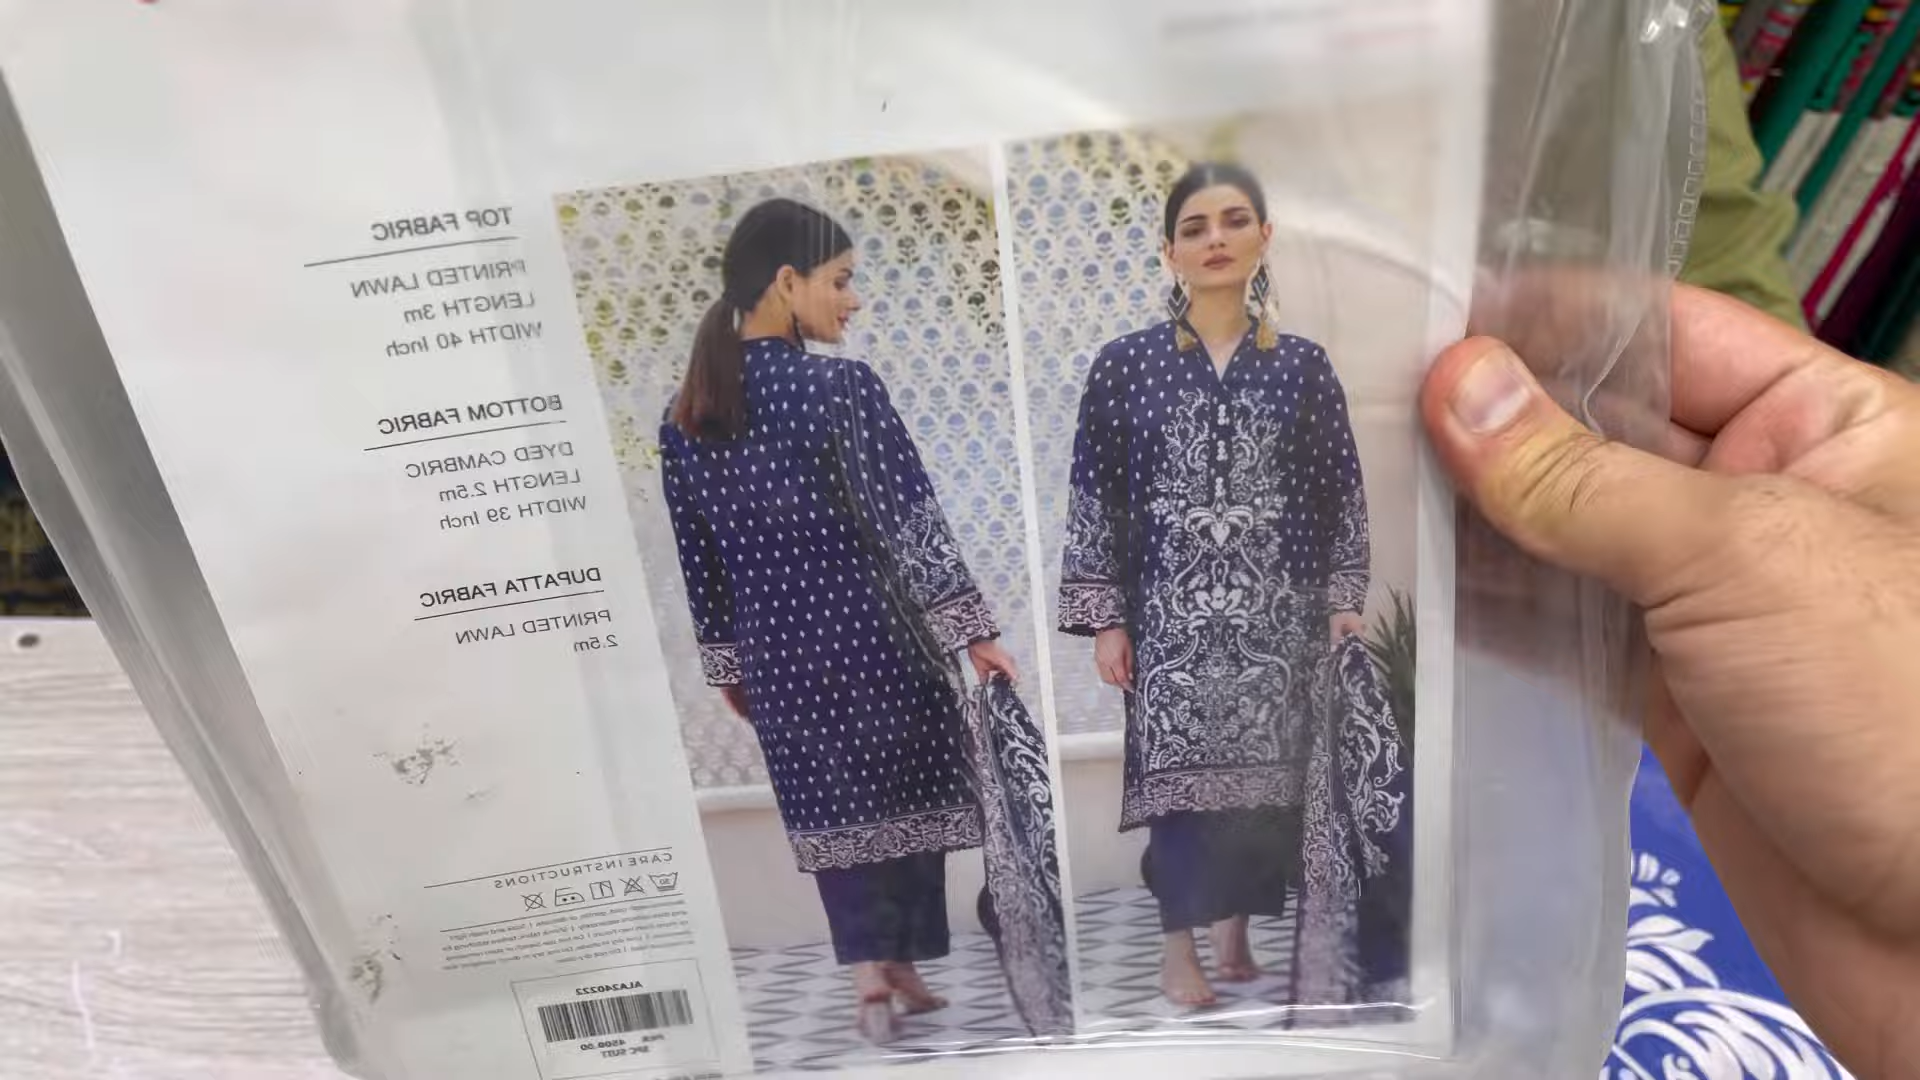 TOP FABRIC
PRINTED LAWN
LENGTH 3m
WIDTH 40 Inch
BOTTOM FABRIC
DYED CAMBRIC
LENGTH 2.5m
WIDTH 39 Inch
DUPATTA FABRIC
PRINTED LAWN
2.5m
CARE INSTRUCTIONS
ALA240222
PKR. 4500.00
3PC SUIT